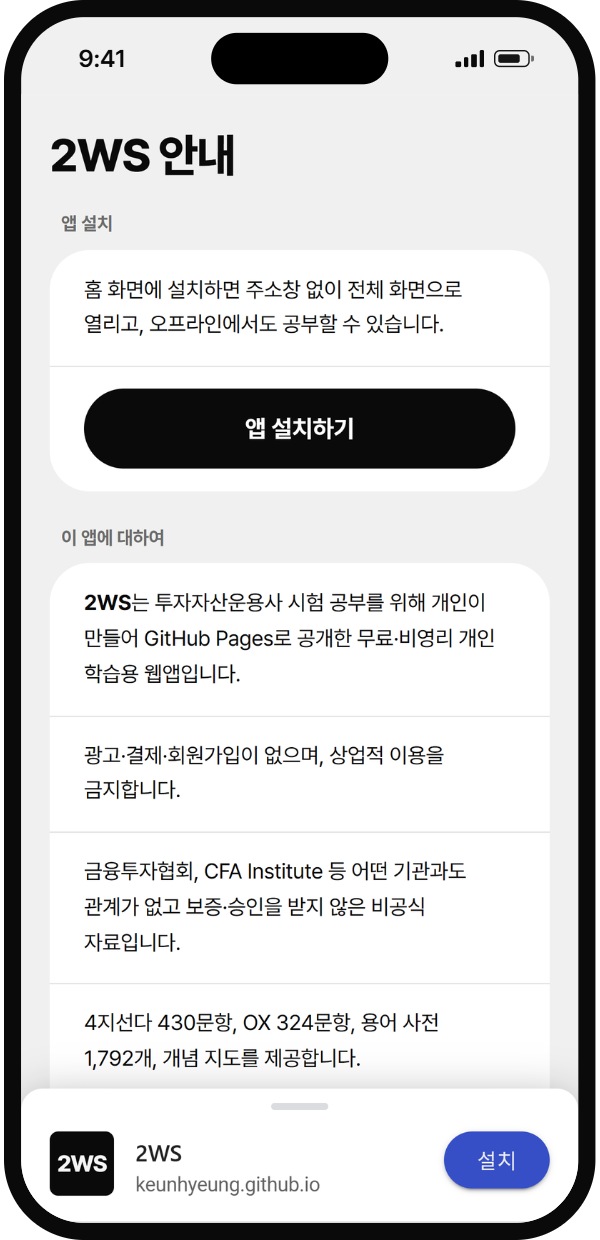 9:41
2WS 안내
앱 설치
홈 화면에 설치하면 주소창 없이 전체 화면으로
열리고, 오프라인에서도 공부할 수 있습니다.
앱 설치하기
이 앱에 대하여
2WS는 투자자산운용사 시험 공부를 위해 개인이
만들어 GitHub Pages로 공개한 무료·비영리 개인
학습용 웹앱입니다.
광고·결제·회원가입이 없으며, 상업적 이용을
금지합니다.
금융투자협회, CFA Institute 등 어떤 기관과도
관계가 없고 보증·승인을 받지 않은 비공식
자료입니다.
4지선다 430문항, OX 324문항, 용어 사전
1,792개, 개념 지도를 제공합니다.
2WS
2WS
keunhyeung.github.io
설치